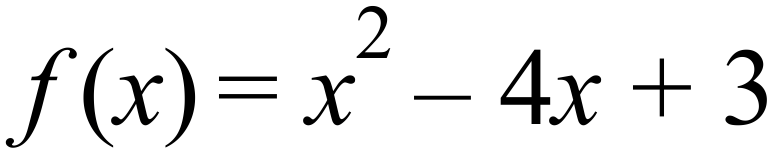 f(x) = x² − 4x + 3